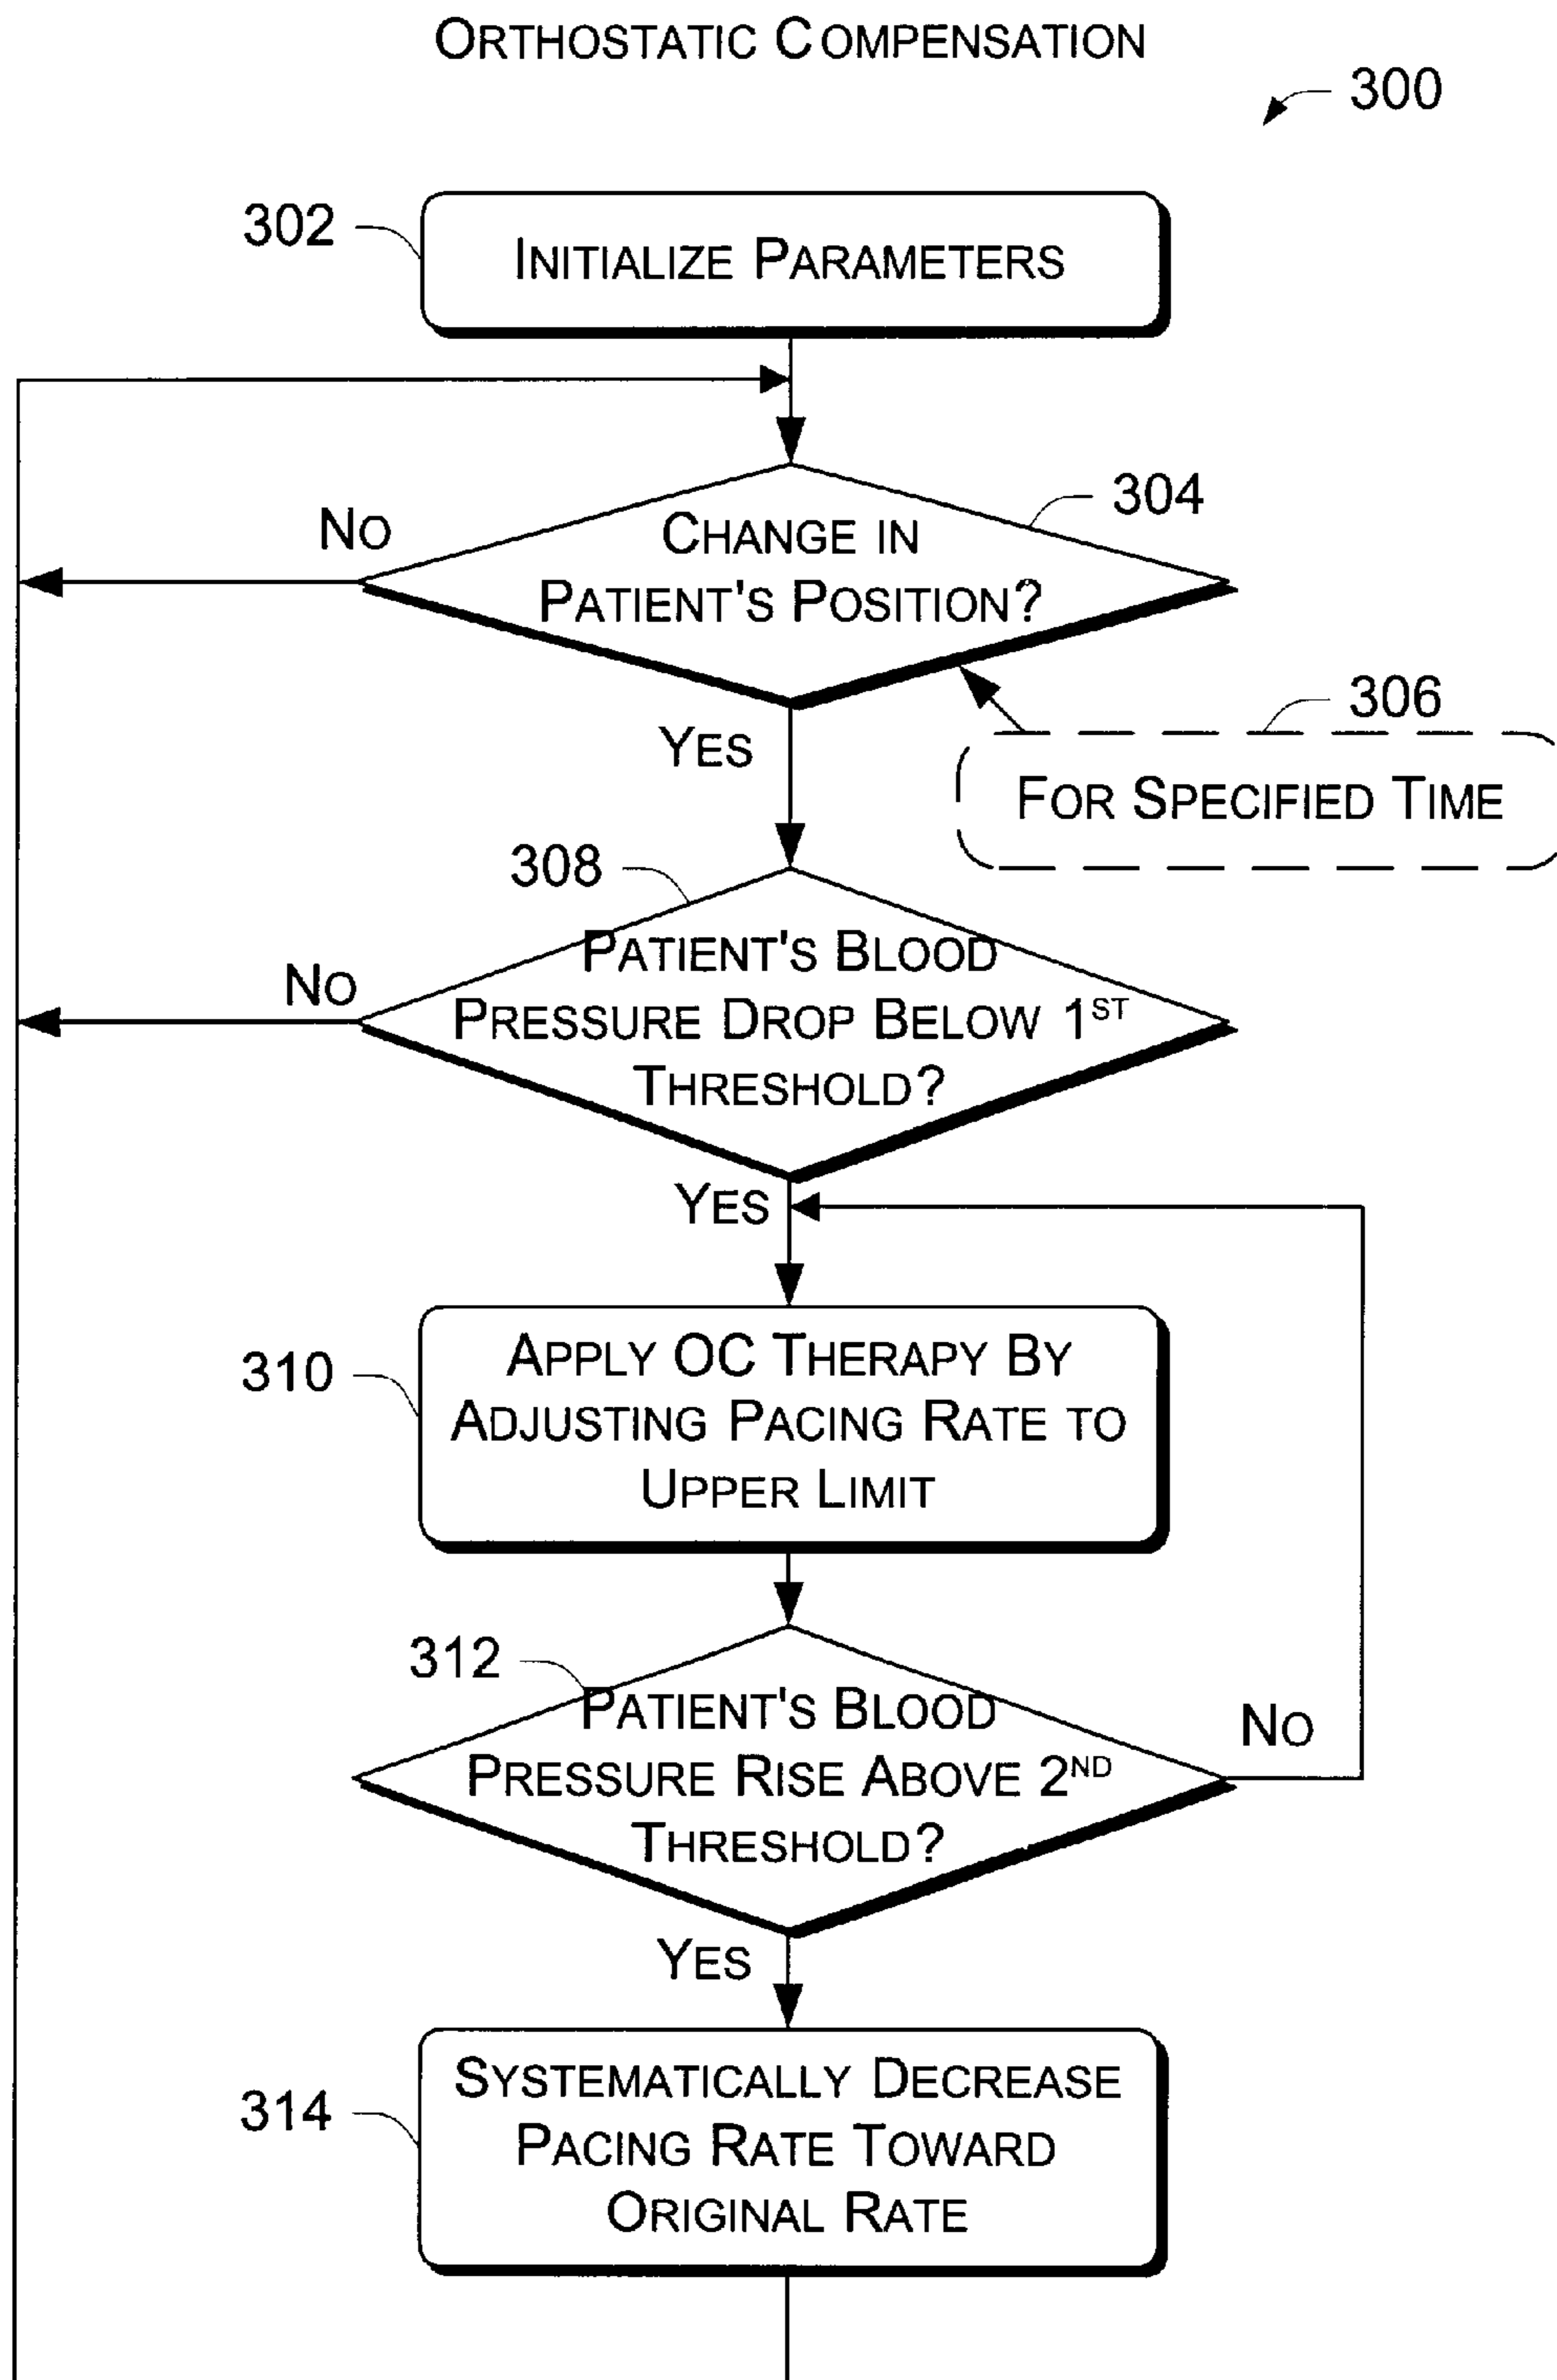 ORTHOSTATIC COMPENSATION
300
302
INITIALIZE PARAMETERS
304
NO
CHANGE IN
PATIENT'S POSITION?
306
YES
FOR SPECIFIED TIME
308
PATIENT'S BLOOD
NO
PRESSURE DROP BELOW 1ST
THRESHOLD?
YES
310
APPLY OC THERAPY BY
ADJUSTING PACING RATE TO
UPPER LIMIT
312
PATIENT'S BLOOD
NO
PRESSURE RISE ABOVE 2ND
THRESHOLD?
YES
314
SYSTEMATICALLY DECREASE
PACING RATE TOWARD
ORIGINAL RATE